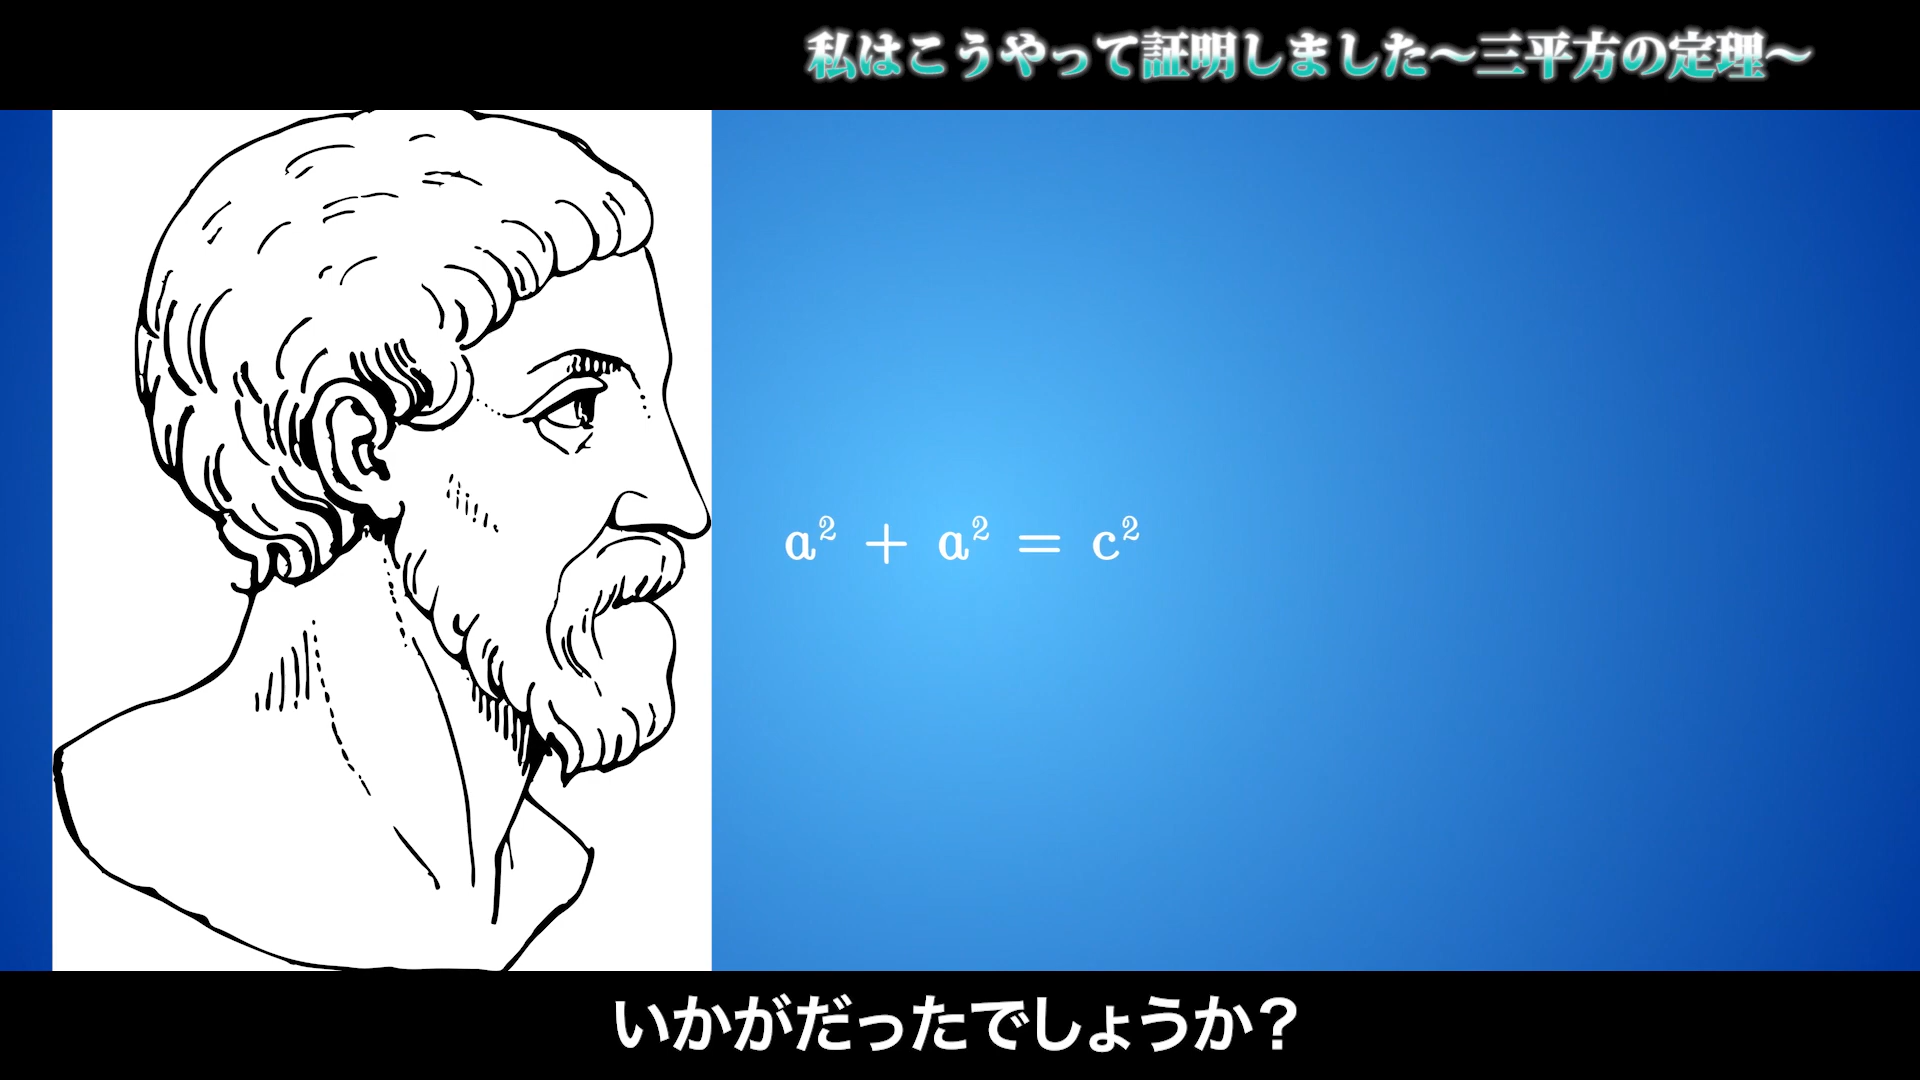 私はこうやって証明しました～三平方の定理～
a² + a² = c²
いかがだったでしょうか？